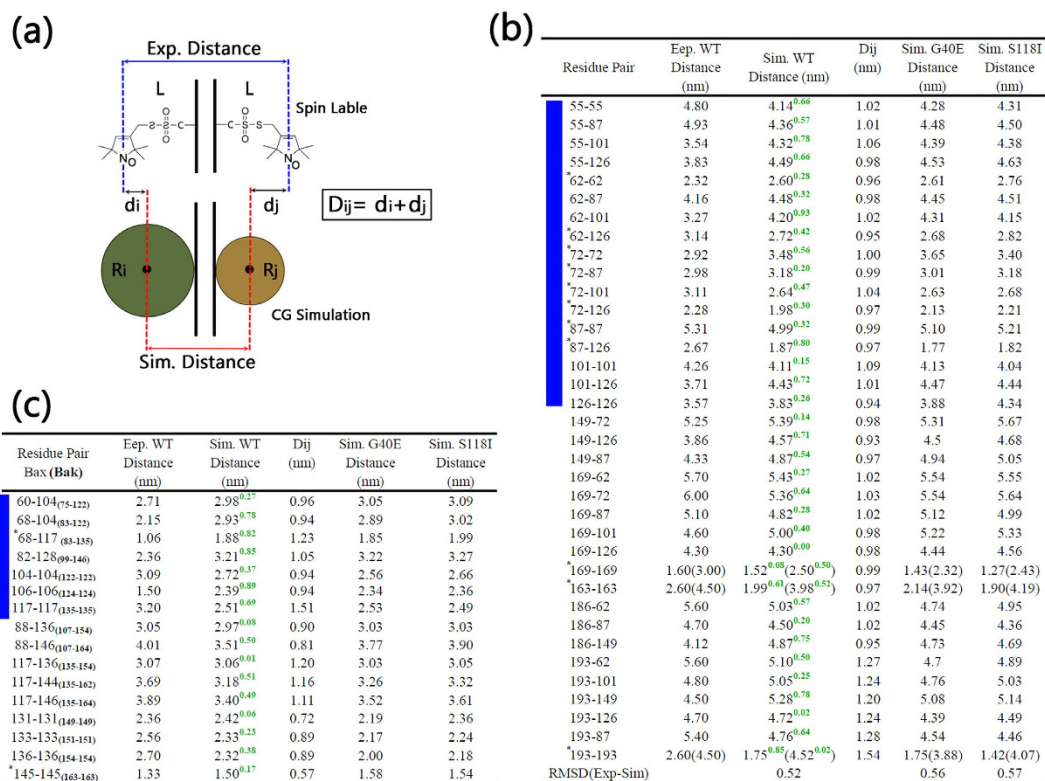 (a)
Exp. Distance
L
L
Spin Lable
di
dj
Dij= di+dj
Ri
Rj
CG Simulation
Sim. Distance
(b)
Residue Pair Eep. WT Distance (nm) Sim. WT Distance (nm) Dij (nm) Sim. G40E Distance (nm) Sim. S118I Distance (nm)
55-55 4.80 4.14 0.66 1.02 4.28 4.31
55-87 4.93 4.36 0.57 1.01 4.48 4.50
55-101 3.54 4.32 0.78 1.06 4.39 4.38
55-126 3.83 4.49 0.66 0.98 4.53 4.63
*62-62 2.32 2.60 0.28 0.96 2.61 2.76
62-87 4.16 4.48 0.32 0.98 4.45 4.51
62-101 3.27 4.20 0.93 1.02 4.31 4.15
*62-126 3.14 2.72 0.42 0.95 2.68 2.82
*72-72 2.92 3.48 0.56 1.00 3.65 3.40
*72-87 2.98 3.18 0.20 0.99 3.01 3.18
*72-101 3.11 2.64 0.47 1.04 2.63 2.68
*72-126 2.28 1.98 0.30 0.97 2.13 2.21
*87-87 5.31 4.99 0.32 0.99 5.10 5.21
*87-126 2.67 1.87 0.80 0.97 1.77 1.82
101-101 4.26 4.11 0.15 1.09 4.13 4.04
101-126 3.71 4.43 0.72 1.01 4.47 4.44
126-126 3.57 3.83 0.26 0.94 3.88 4.34
149-72 5.25 5.39 0.14 0.98 5.31 5.67
149-126 3.86 4.57 0.71 0.93 4.5 4.68
149-87 4.33 4.87 0.54 0.97 4.94 5.05
169-62 5.70 5.43 0.27 1.02 5.54 5.55
169-72 6.00 5.36 0.64 1.03 5.54 5.64
169-87 5.10 4.82 0.28 1.02 5.12 4.99
169-101 4.60 5.00 0.40 0.98 5.22 5.33
169-126 4.30 4.30 0.00 0.98 4.44 4.56
*169-169 1.60(3.00) 1.52 0.08 (2.50 0.50) 0.99 1.43(2.32) 1.27(2.43)
*163-163 2.60(4.50) 1.99 0.61 (3.98 0.52) 0.97 2.14(3.92) 1.90(4.19)
186-62 5.60 5.03 0.57 1.02 4.74 4.95
186-87 4.70 4.50 0.20 1.02 4.45 4.36
186-149 4.12 4.87 0.75 0.95 4.73 4.69
193-62 5.60 5.10 0.50 1.27 4.7 4.89
193-101 4.80 5.05 0.25 1.24 4.76 5.03
193-149 4.50 5.28 0.78 1.20 5.08 5.14
193-126 4.70 4.72 0.02 1.24 4.39 4.49
193-87 5.40 4.76 0.64 1.28 4.54 4.46
*193-193 2.60(4.50) 1.75 0.85 (4.52 0.02) 1.54 1.75(3.88) 1.42(4.07)
RMSD(Exp-Sim) 0.52 0.56 0.57
(c)
Residue Pair Bax (Bak) Eep. WT Distance (nm) Sim. WT Distance (nm) Dij (nm) Sim. G40E Distance (nm) Sim. S118I Distance (nm)
60-104(75-122) 2.71 2.98 0.27 0.96 3.05 3.09
68-104(83-122) 2.15 2.93 0.78 0.94 2.89 3.02
*68-117 (83-135) 1.06 1.88 0.82 1.23 1.85 1.99
82-128(99-146) 2.36 3.21 0.85 1.05 3.22 3.27
104-104(122-122) 3.09 2.72 0.37 0.94 2.56 2.66
106-106(124-124) 1.50 2.39 0.89 0.94 2.34 2.36
117-117(135-135) 3.20 2.51 0.69 1.51 2.53 2.49
88-136(107-154) 3.05 2.97 0.08 0.90 3.03 3.03
88-146(107-164) 4.01 3.51 0.50 0.81 3.77 3.90
117-136(135-154) 3.07 3.06 0.01 1.20 3.03 3.05
117-144(135-162) 3.69 3.18 0.51 1.16 3.26 3.32
117-146(135-164) 3.89 3.40 0.49 1.11 3.52 3.61
131-131(149-149) 2.36 2.42 0.06 0.72 2.19 2.36
133-133(151-151) 2.56 2.33 0.23 0.89 2.17 2.24
136-136(154-154) 2.70 2.32 0.38 0.89 2.00 2.18
*145-145(163-163) 1.33 1.50 0.17 0.57 1.58 1.54